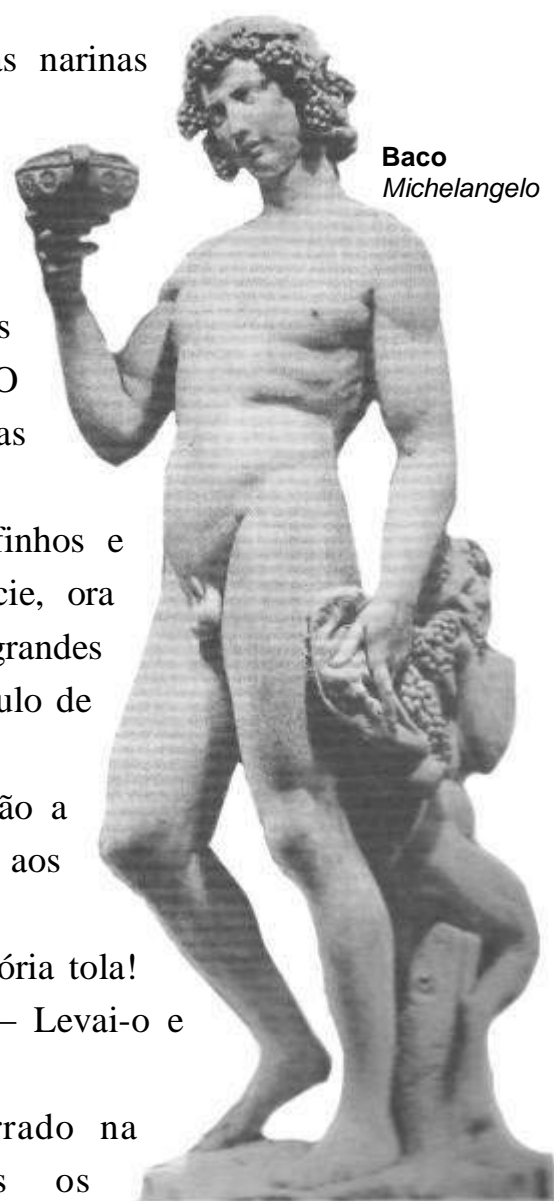 as narinas
Baco
Michelangelo
s
O
as
finhos e
cie, ora
grandes
ulo de
ão a
aos
ória tola!
– Levai-o e
rrado na
s os